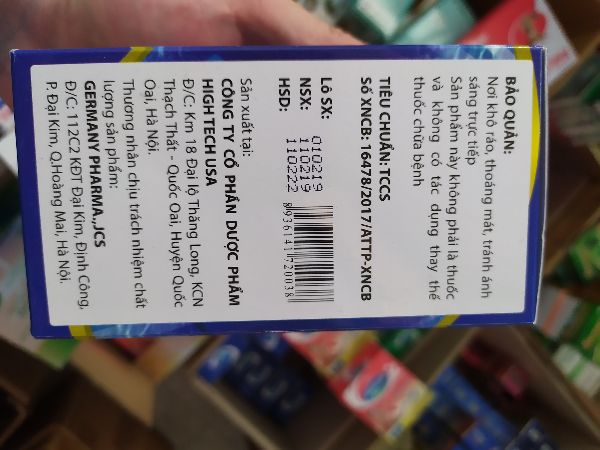 BẢO QUẢN:
Nơi khô ráo, thoáng mát, tránh ánh
sáng trực tiếp
Sản phẩm này không phải là thuốc
và không có tác dụng thay thế
thuốc chữa bệnh
TIÊU CHUẨN: TCCS
Số XNCB: 16478/2017/ATTP-XNCB
Lô SX: 010219
NSX: 110219
HSD: 110222
8936141720038
Sản xuất tại:
CÔNG TY CỔ PHẦN DƯỢC PHẨM
HIGH TECH USA
Đ/C: Km 18 Đại lộ Thăng Long, KCN
Thạch Thất - Quốc Oai, Huyện Quốc
Oai, Hà Nội.
Thương nhân chịu trách nhiệm chất
lượng sản phẩm:
GERMANY PHARMA.,JCS
Đ/C: 112C2 KĐT Đại Kim, Định Công,
P. Đại Kim, Q.Hoàng Mai, Hà Nội.